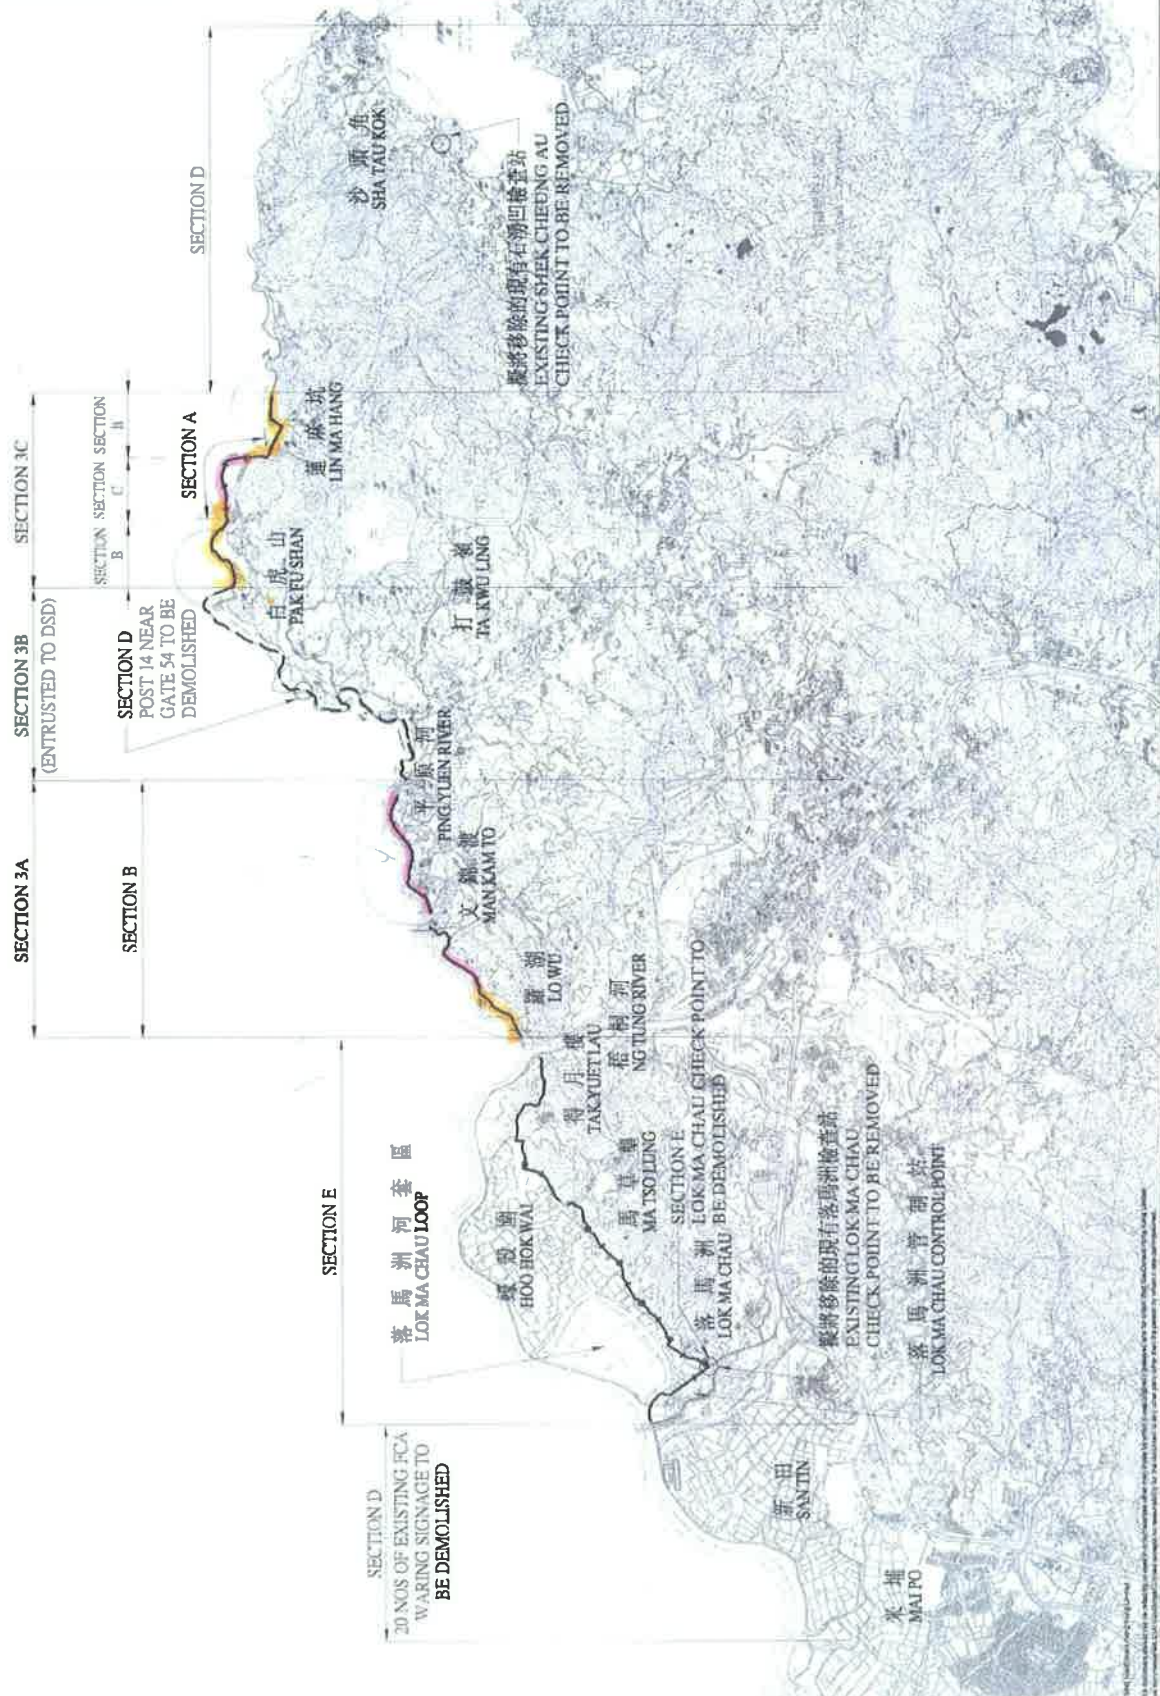 SECTION 3A
SECTION 3B
(ENTRUSTED TO DSD)
SECTION 3C
SECTION B
SECTION D
POST 14 NEAR
GATE 54 TO BE
DEMOLISHED
SECTION SECTION SECTION
B C B
SECTION A
SECTION D
SECTION E
SECTION D
20 NOS OF EXISTING FCA
WARING SIGNAGE TO
BE DEMOLISHED
落馬洲河套區
LOK MA CHAU LOOP
HOO HOK WAI
得月樓
TAK YUET LAU
羅湖
LO WU
梧桐河
NG TUNG RIVER
文錦渡
MAN KAM TO
平原河
PING YUEN RIVER
白虎山
PAK FU SHAN
打鼓嶺
TA KWU LING
蓮麻坑
LIN MA HANG
沙頭角
SHA TAU KOK
擬將移除的現有石涌凹檢查站
EXISTING SHEK CHEUNG AU
CHECK POINT TO BE REMOVED
馬草壟
MA TSO LUNG
SECTION E
LOK MA CHAU CHECK POINT TO
BE DEMOLISHED
落馬洲
LOK MA CHAU
擬將移除的現有落馬洲檢查站
EXISTING LOK MA CHAU
CHECK POINT TO BE REMOVED
落馬洲管制站
LOK MA CHAU CONTROL POINT
新田
SAN TIN
米埔
MAI PO